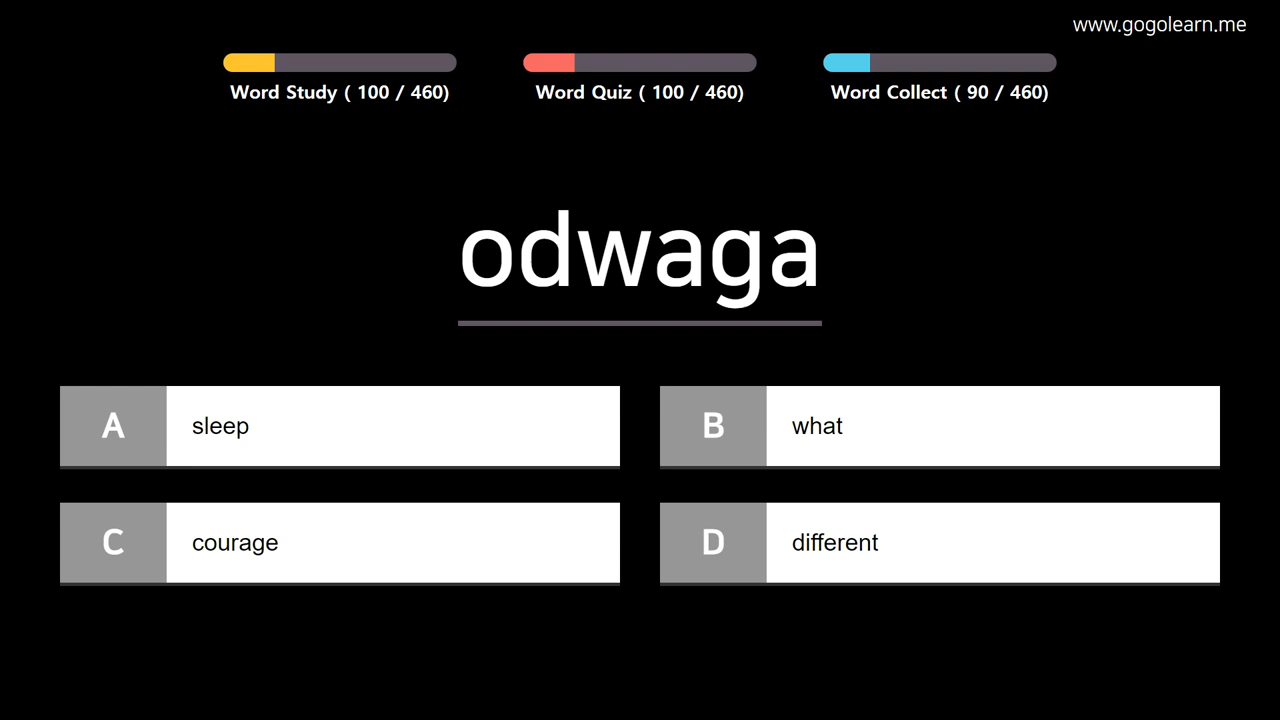 www.gogolearn.me
Word Study ( 100 / 460)
Word Quiz ( 100 / 460)
Word Collect ( 90 / 460)
odwaga
A sleep
B what
C courage
D different